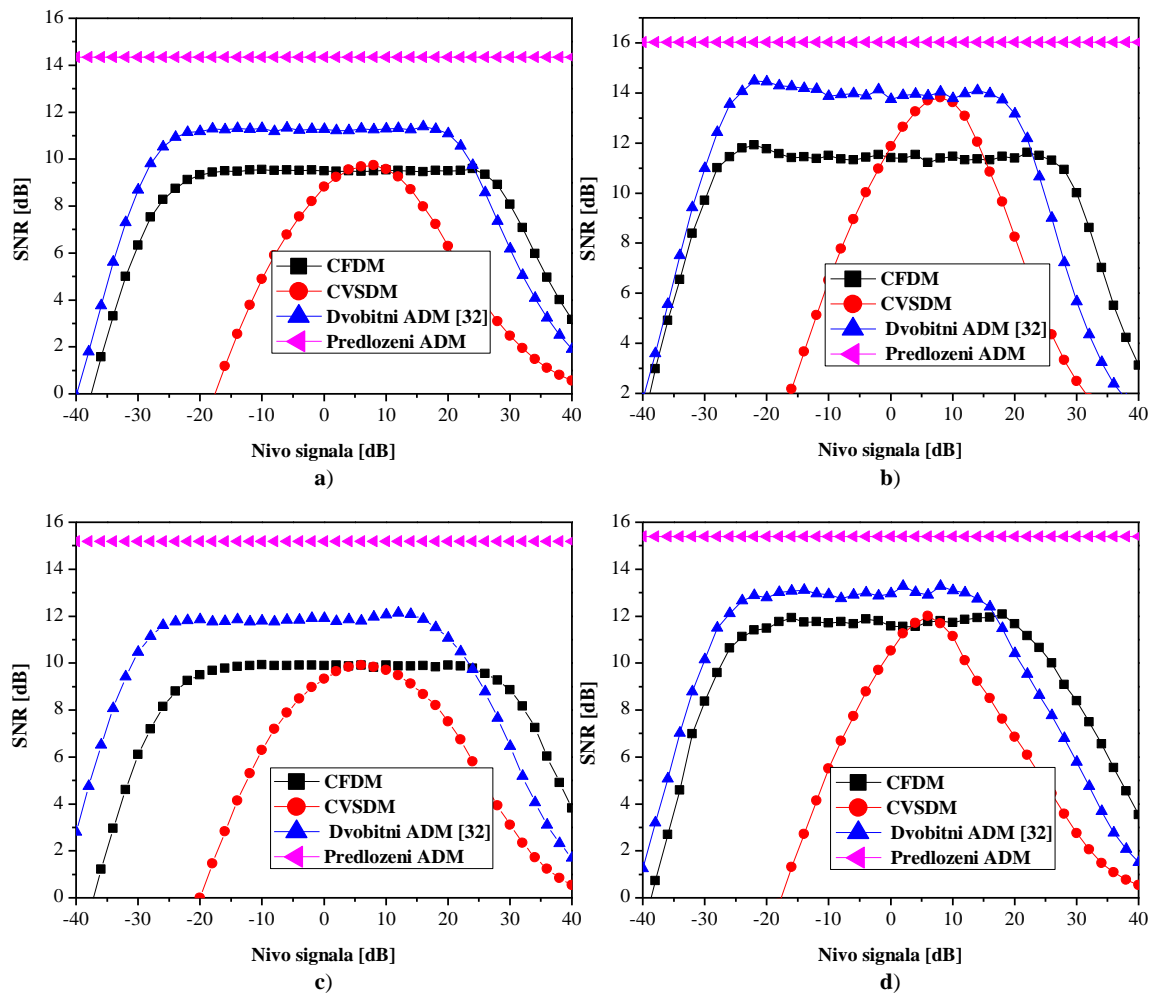 16
14
12
10
8
6
4
2
0
SNR [dB]
CFDM
CVSDM
Dvobitni ADM [32]
Predlozeni ADM
-40 -30 -20 -10 0 10 20 30 40
Nivo signala [dB]
a)
16
14
12
10
8
6
4
2
SNR [dB]
CFDM
CVSDM
Dvobitni ADM [32]
Predlozeni ADM
-40 -30 -20 -10 0 10 20 30 40
Nivo signala [dB]
b)
16
14
12
10
8
6
4
2
0
SNR [dB]
CFDM
CVSDM
Dvobitni ADM [32]
Predlozeni ADM
-40 -30 -20 -10 0 10 20 30 40
Nivo signala [dB]
c)
16
14
12
10
8
6
4
2
0
SNR [dB]
CFDM
CVSDM
Dvobitni ADM [32]
Predlozeni ADM
-40 -30 -20 -10 0 10 20 30 40
Nivo signala [dB]
d)